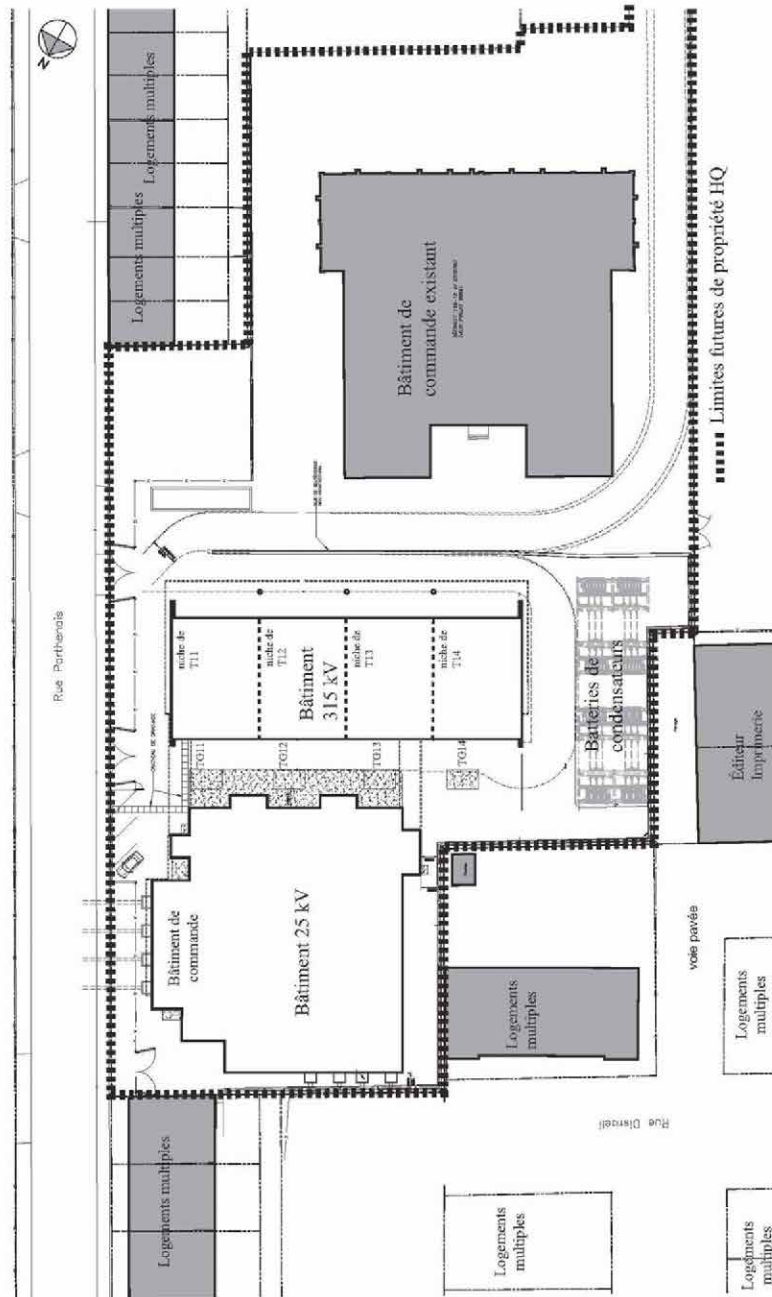 N
Rue Parthenais
Logements multiples
Logements multiples
Bâtiment de
commande existant
Limites futures de propriété HQ
niche de
T11
niche de
T12
niche de
T13
niche de
T14
Bâtiment
315 kV
TG11
TG12
TG13
TG14
Batteries de
condensateurs
Éditeur
Imprimerie
Bâtiment de
commande
Bâtiment 25 kV
Logements
multiples
voie pavée
Logements
multiples
Rue Disraeli
Logements multiples
Logements
multiples
Logements
multiples